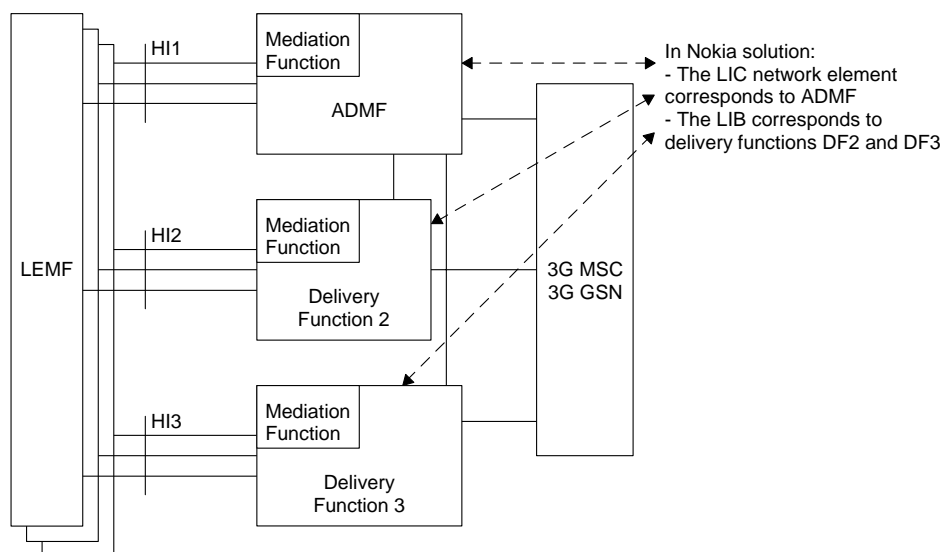 HI1
Mediation
Function
ADMF
In Nokia solution:
- The LIC network element
corresponds to ADMF
- The LIB corresponds to
delivery functions DF2 and DF3
LEMF
HI2
Mediation
Function
Delivery
Function 2
3G MSC
3G GSN
HI3
Mediation
Function
Delivery
Function 3